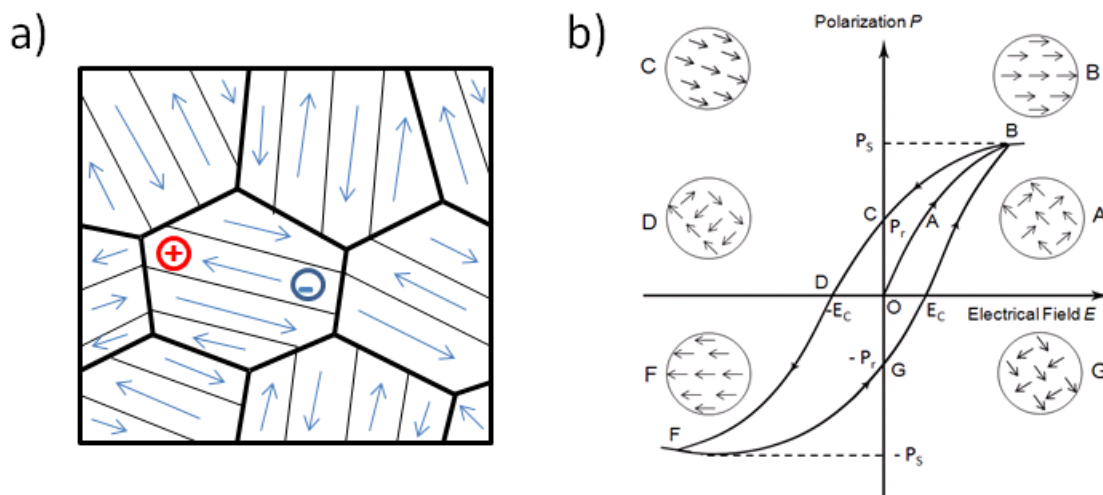 a)
b)
Polarization P
C
B
B
P_S
D
C
P_r
A
A
D
-E_C
O
E_C
Electrical Field E
F
- P_r
G
G
F
- P_S
+
-